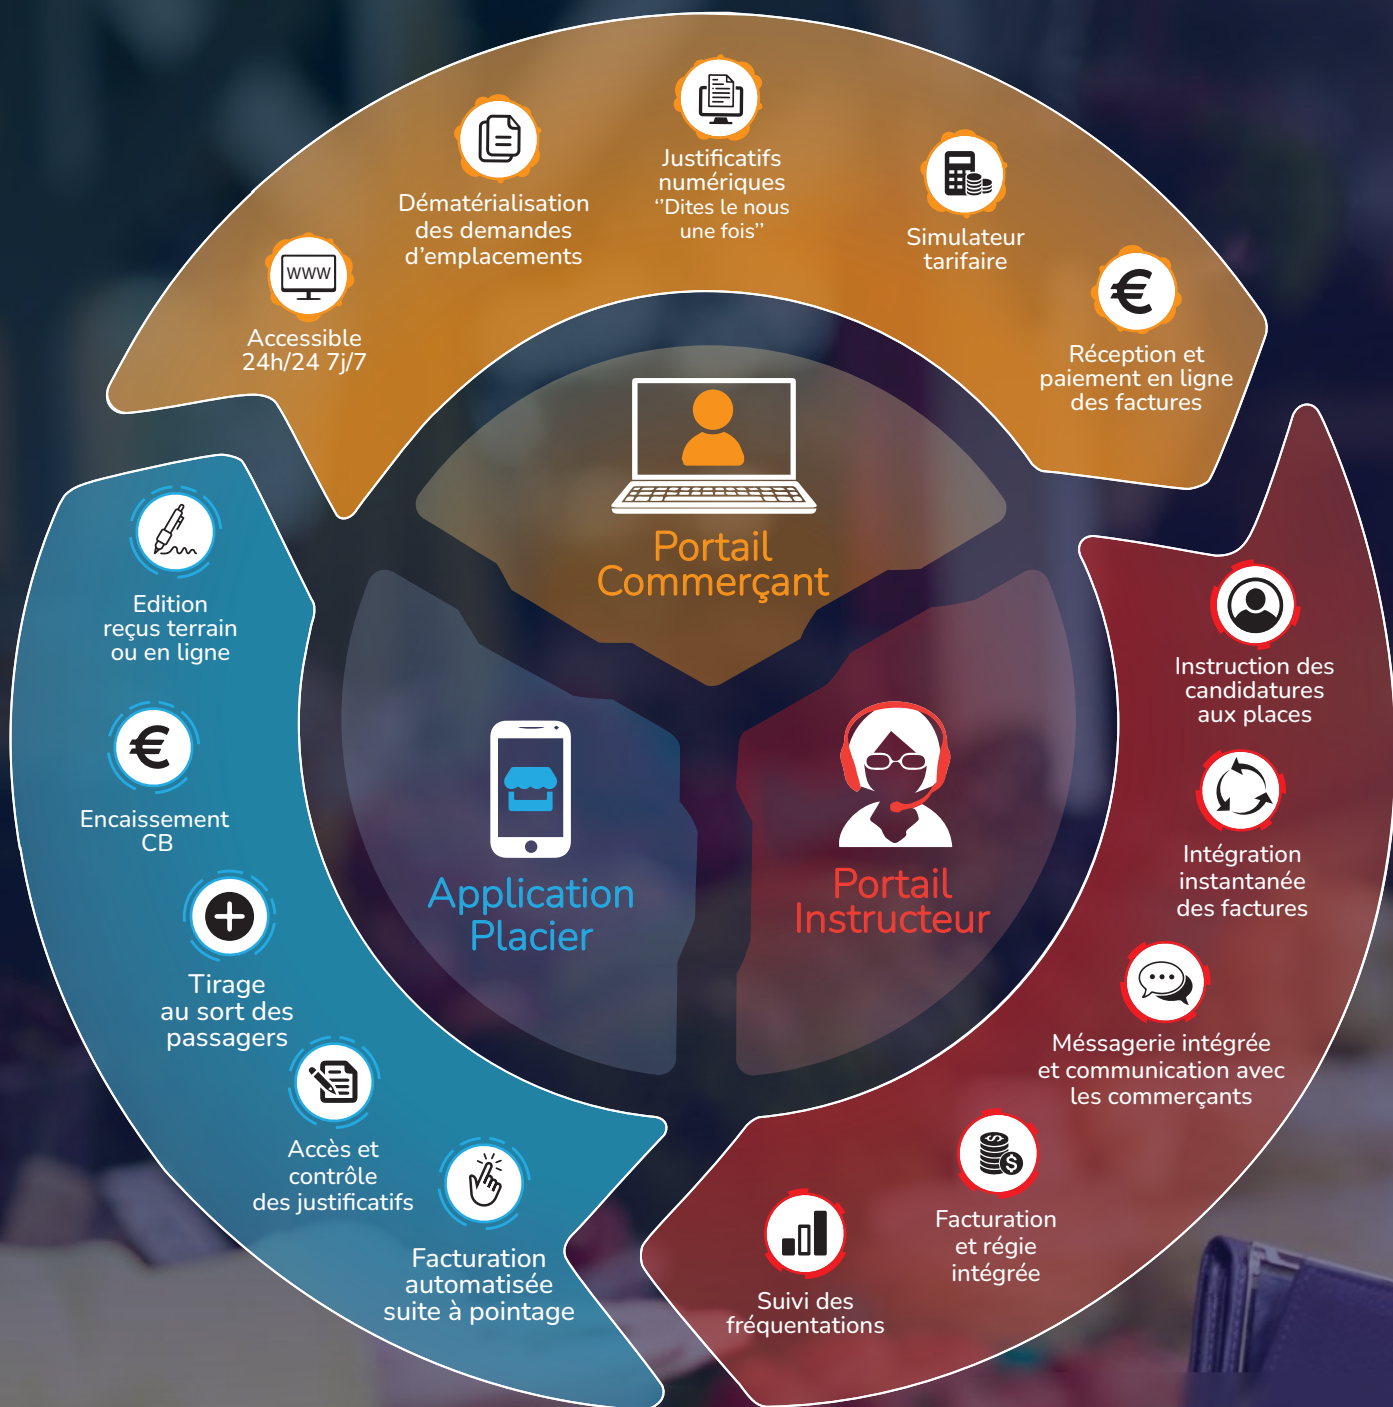 Justificatifs
numériques
‘’Dites le nous
une fois’’
Dématérialisation
des demandes
d’emplacements
Simulateur
tarifaire
WWW
Accessible
24h/24 7j/7
€
Réception et
paiement en ligne
des factures
Portail
Commerçant
Edition
reçus terrain
ou en ligne
€
Encaissement
CB
Tirage
au sort des
passagers
Accès et
contrôle
des justificatifs
Facturation
automatisée
suite à pointage
Application
Placier
Portail
Instructeur
Instruction des
candidatures
aux places
Intégration
instantanée
des factures
Méssagerie intégrée
et communication avec
les commerçants
$
$
Facturation
et régie
intégrée
Suivi des
fréquentations